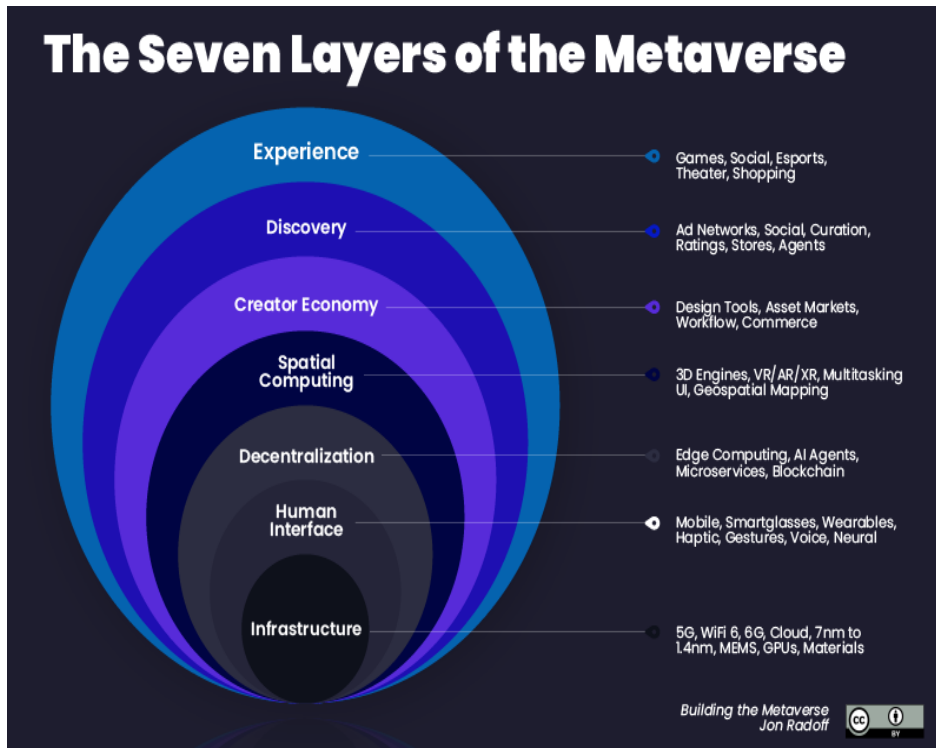 The Seven Layers of the Metaverse
Experience
Games, Social, Esports,
Theater, Shopping
Discovery
Ad Networks, Social, Curation,
Ratings, Stores, Agents
Creator Economy
Design Tools, Asset Markets,
Workflow, Commerce
Spatial
Computing
3D Engines, VR/AR/XR, Multitasking
UI, Geospatial Mapping
Decentralization
Edge Computing, AI Agents,
Microservices, Blockchain
Human
Interface
Mobile, Smartglasses, Wearables,
Haptic, Gestures, Voice, Neural
Infrastructure
5G, WiFi 6, 6G, Cloud, 7nm to
1.4nm, MEMS, GPUs, Materials
Building the Metaverse
Jon Radoff
cc
BY